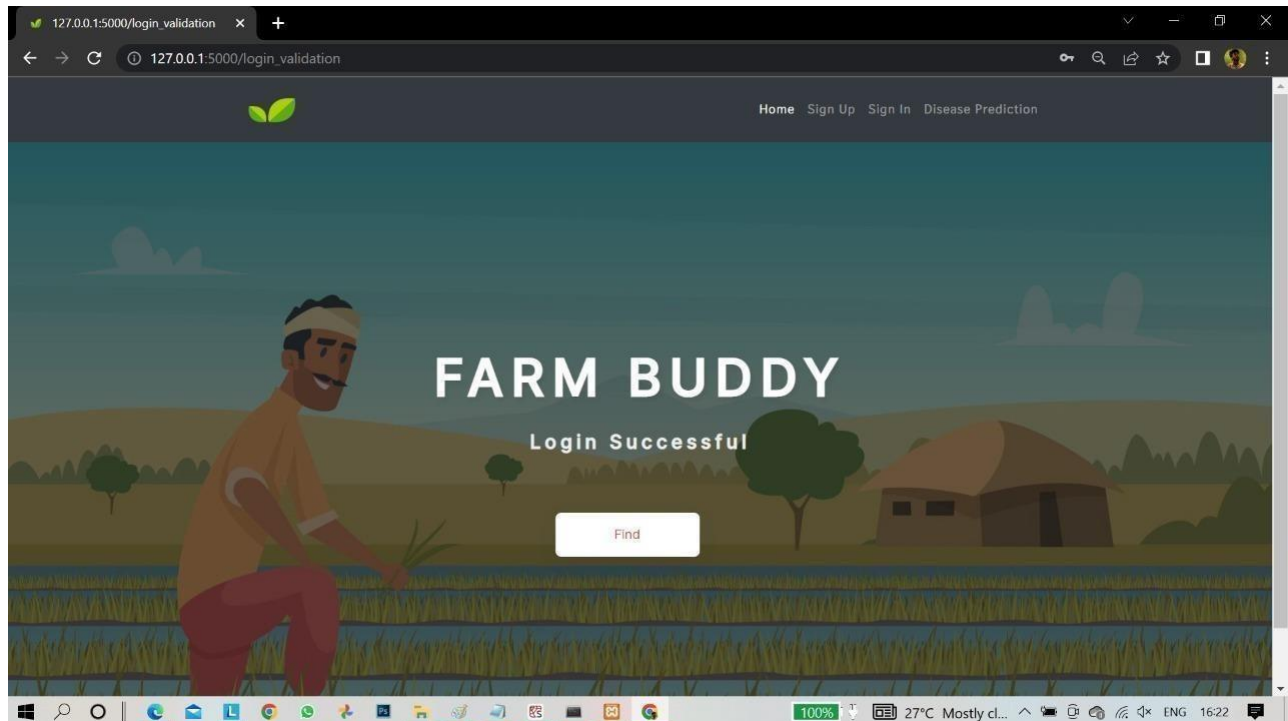 127.0.0.1:5000/login_validation
127.0.0.1:5000/login_validation
Home Sign Up Sign In Disease Prediction
FARM BUDDY
Login Successful
Find
L Ps 100% 27°C Mostly cl... ENG 16:22